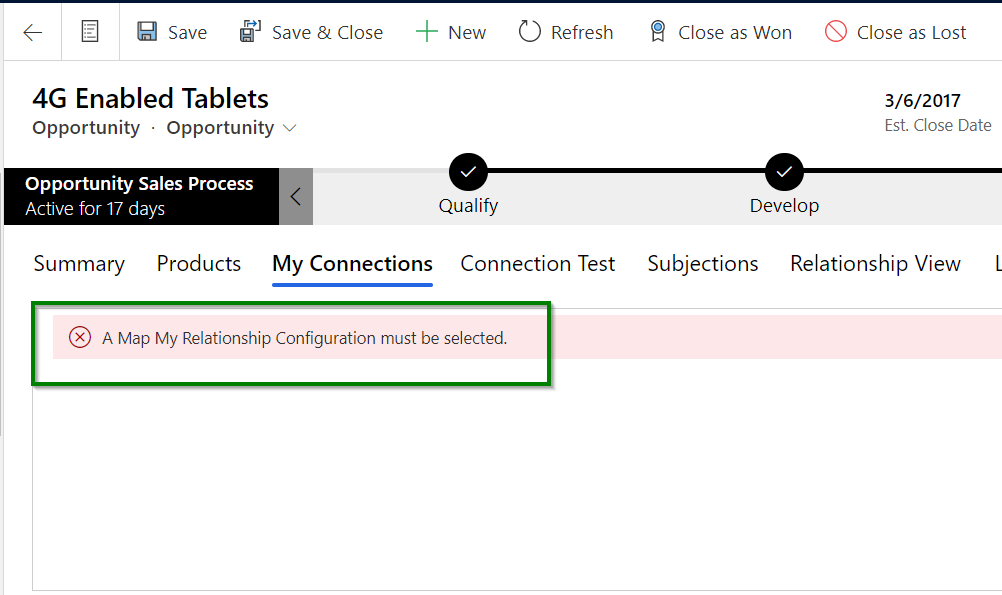 Save Save & Close New Refresh Close as Won Close as Lost
4G Enabled Tablets 3/6/2017
Opportunity · Opportunity Est. Close Date
Opportunity Sales Process
Active for 17 days
Qualify Develop
Summary Products My Connections Connection Test Subjections Relationship View
A Map My Relationship Configuration must be selected.